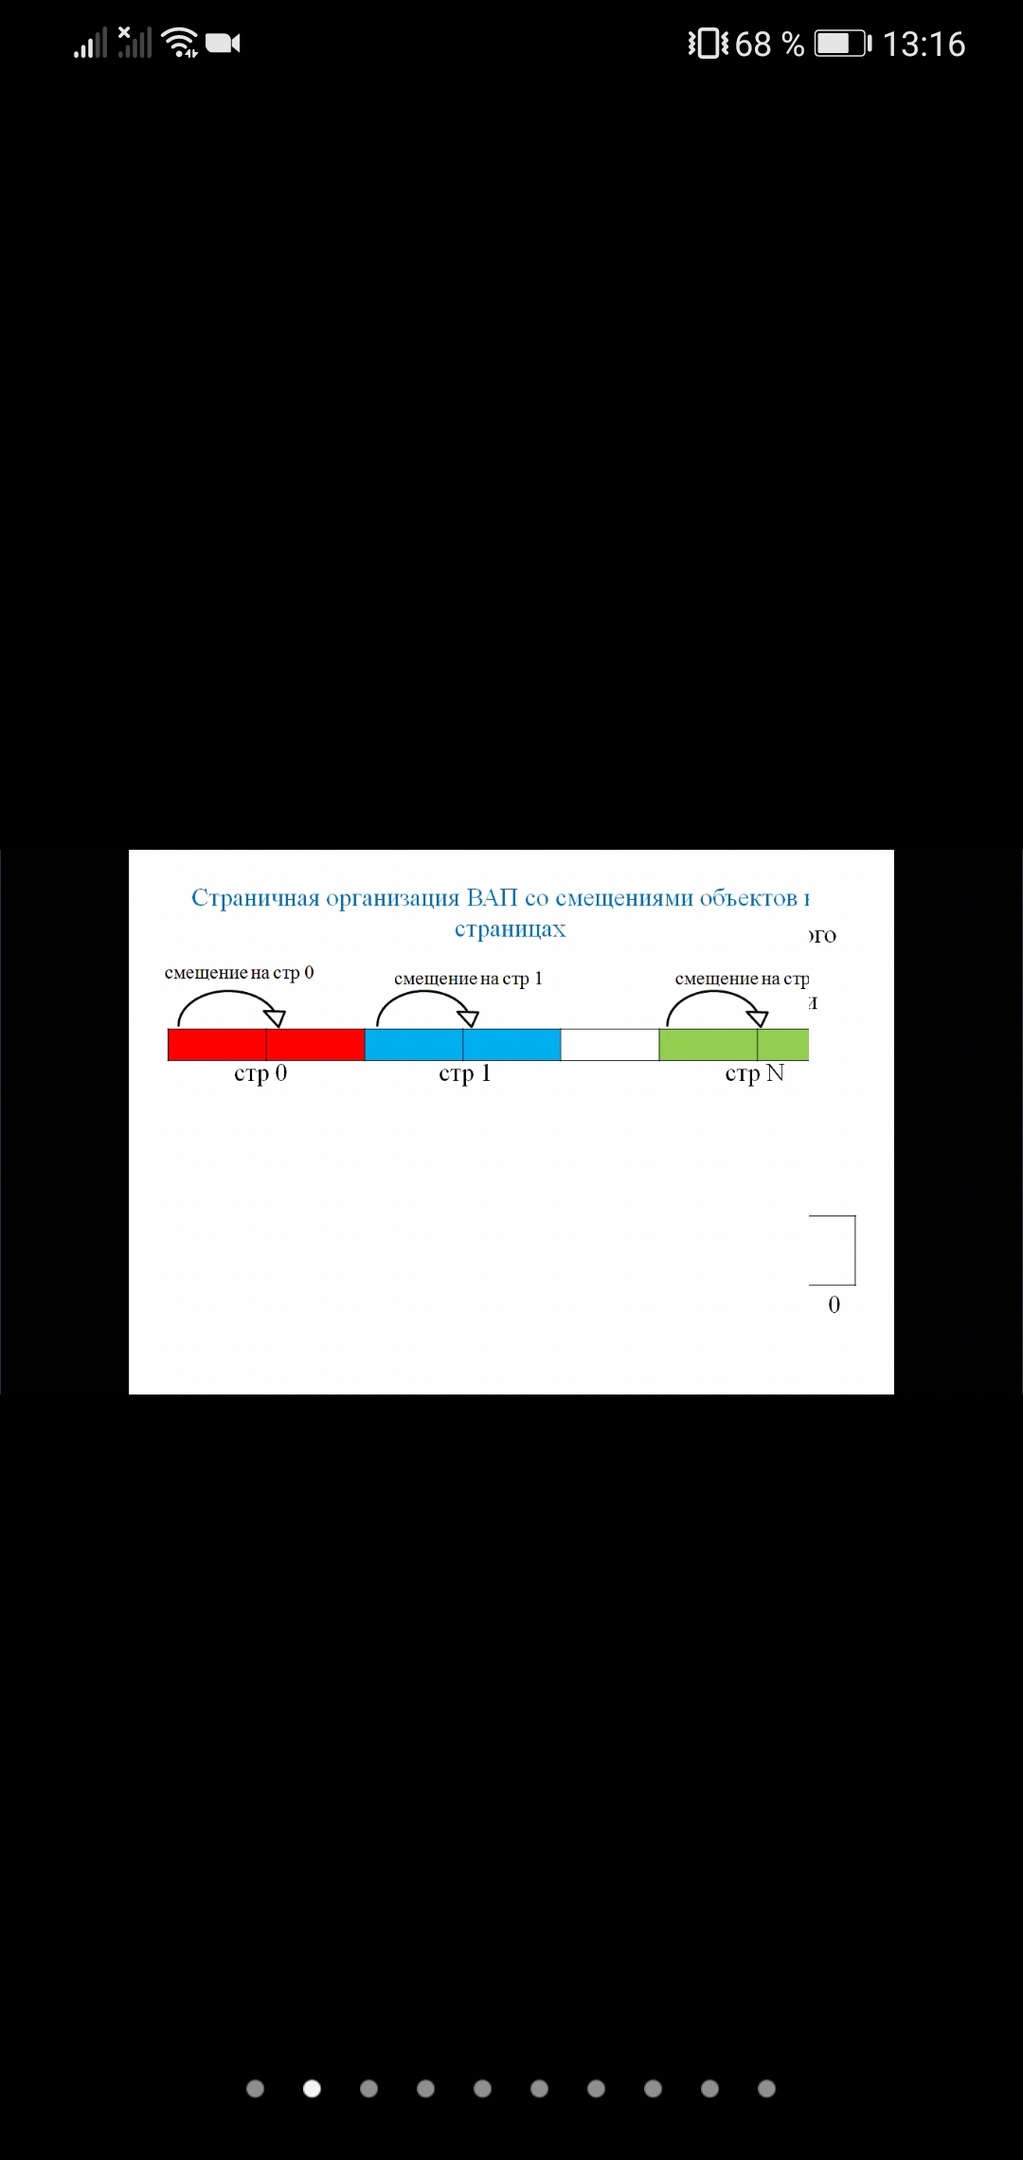 68 % 13:16
Страничная организация ВАП со смещениями объектов
страницах
смещение на стр 0
смещение на стр 1
смещение на стр
стр 0
стр 1
стр N
0